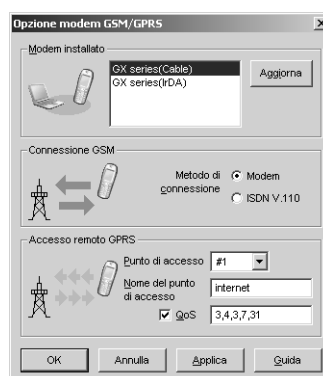 Opzione modem GSM/GPRS
Modem installato
GX series(Cable)
GX series(IrDA)
Aggiorna
Connessione GSM
Metodo di connessione
Modem
ISDN V.110
Accesso remoto GPRS
Punto di accesso
#1
Nome del punto di accesso
internet
QoS
3,4,3,7,31
OK
Annulla
Applica
Guida